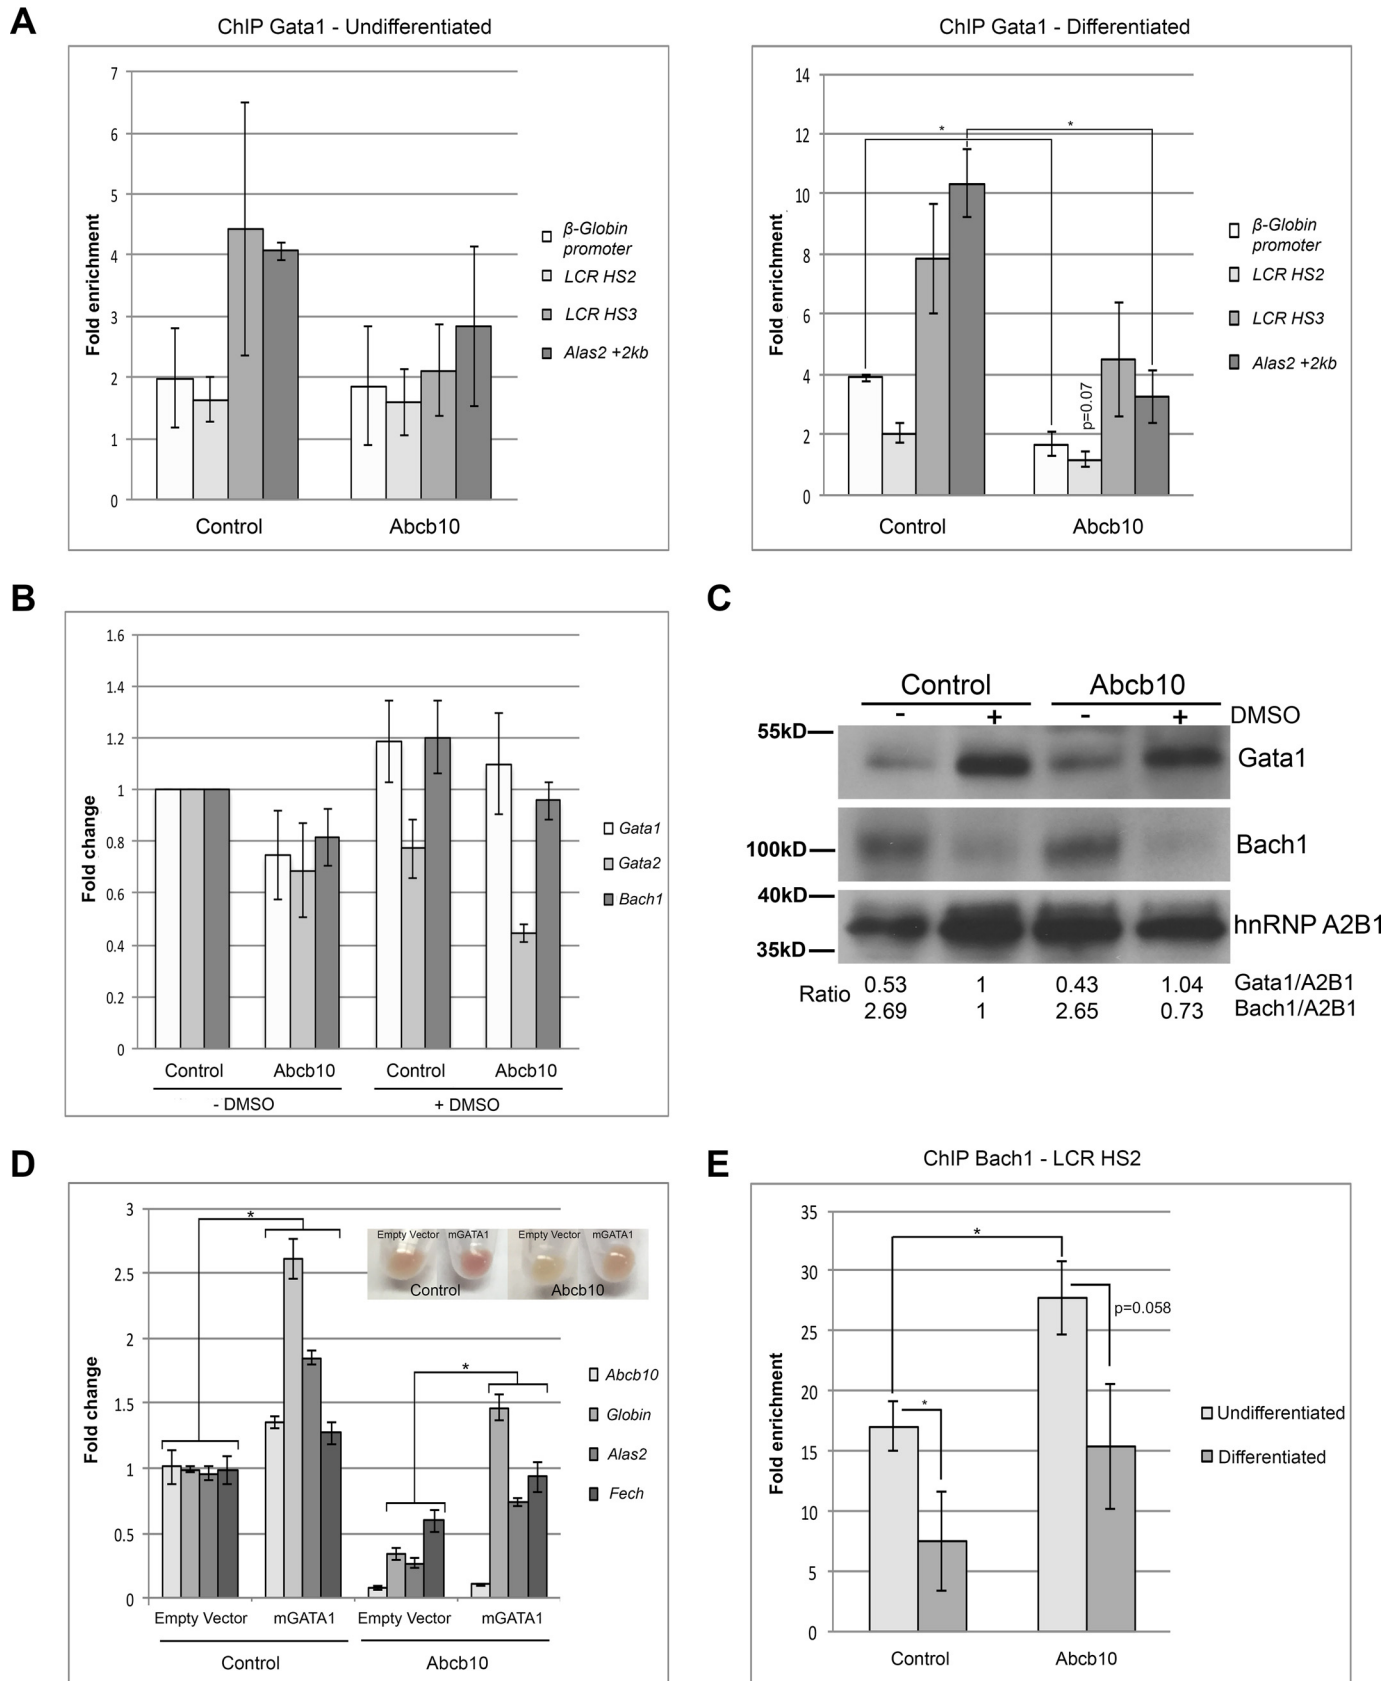 A
ChIP Gata1 - Undifferentiated
7
6
5
4
3
2
1
0
Fold enrichment
Control
Abcb10
β-Globin
promoter
LCR HS2
LCR HS3
Alas2 +2kb
ChIP Gata1 - Differentiated
14
12
10
8
6
4
2
0
Fold enrichment
*
*
p=0.07
Control
Abcb10
β-Globin
promoter
LCR HS2
LCR HS3
Alas2 +2kb
B
1.6
1.4
1.2
1
0.8
0.6
0.4
0.2
0
Fold change
Control
Abcb10
Control
Abcb10
- DMSO
+ DMSO
Gata1
Gata2
Bach1
C
Control
Abcb10
- + - + DMSO
55kD
Gata1
100kD
Bach1
40kD
35kD
hnRNP A2B1
Ratio
0.53 1 0.43 1.04 Gata1/A2B1
2.69 1 2.65 0.73 Bach1/A2B1
D
3
2.5
2
1.5
1
0.5
0
Fold change
*
*
Empty Vector
mGATA1
Empty Vector
mGATA1
Control
Abcb10
Empty Vector
mGATA1
Empty Vector
mGATA1
Control
Abcb10
Abcb10
Globin
Alas2
Fech
E
ChIP Bach1 - LCR HS2
35
30
25
20
15
10
5
0
Fold enrichment
*
*
p=0.058
Control
Abcb10
Undifferentiated
Differentiated